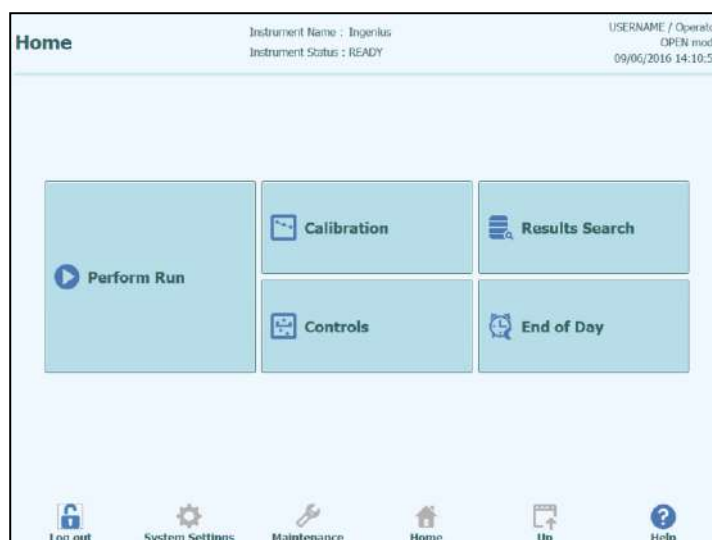 Home
Instrument Name : Ingenius
Instrument Status : READY
USERNAME / Operato
OPEN mod
09/06/2016 14:10:5
Perform Run
Calibration
Results Search
Controls
End of Day
Log out
System Settings
Maintenance
Home
Up
Help